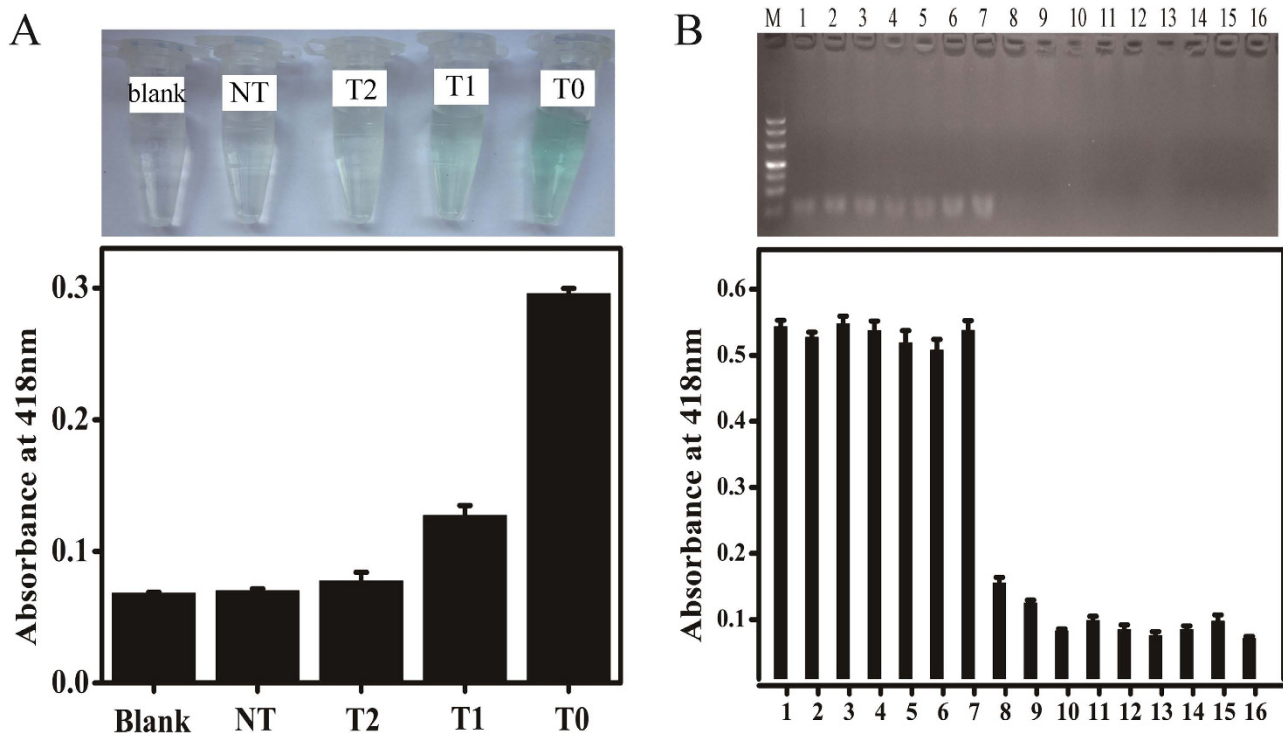 A
blank NT T2 T1 T0
Absorbance at 418nm
0.3
0.2
0.1
0.0
Blank NT T2 T1 T0
B
M 1 2 3 4 5 6 7 8 9 10 11 12 13 14 15 16
Absorbance at 418nm
0.6
0.5
0.4
0.3
0.2
0.1
1 2 3 4 5 6 7 8 9 10 11 12 13 14 15 16